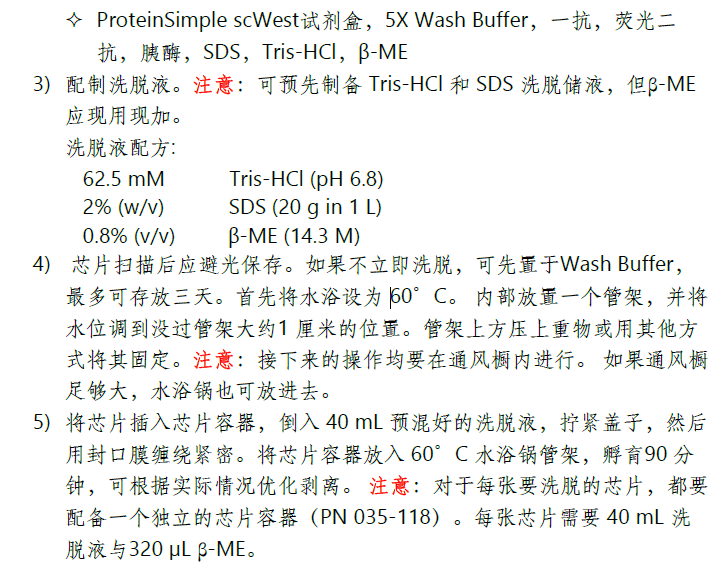 ✧ ProteinSimple scWest试剂盒，5X Wash Buffer，一抗，荧光二
抗，胰酶，SDS，Tris-HCl，β-ME
3) 配制洗脱液。注意：可预先制备 Tris-HCl 和 SDS 洗脱储液，但β-ME
应现用现加。
洗脱液配方:
62.5 mM Tris-HCl (pH 6.8)
2% (w/v) SDS (20 g in 1 L)
0.8% (v/v) β-ME (14.3 M)
4) 芯片扫描后应避光保存。如果不立即洗脱，可先置于Wash Buffer，
最多可存放三天。首先将水浴设为 60°C。 内部放置一个管架，并将
水位调到没过管架大约1 厘米的位置。管架上方压上重物或用其他方
式将其固定。注意：接下来的操作均要在通风橱内进行。 如果通风橱
足够大，水浴锅也可放进去。
5) 将芯片插入芯片容器，倒入 40 mL 预混好的洗脱液，拧紧盖子，然后
用封口膜缠绕紧密。将芯片容器放入 60°C 水浴锅管架，孵育90 分
钟，可根据实际情况优化剥离。 注意：对于每张要洗脱的芯片，都要
配备一个独立的芯片容器（PN 035-118）。每张芯片需要 40 mL 洗
脱液与320 µL β-ME。